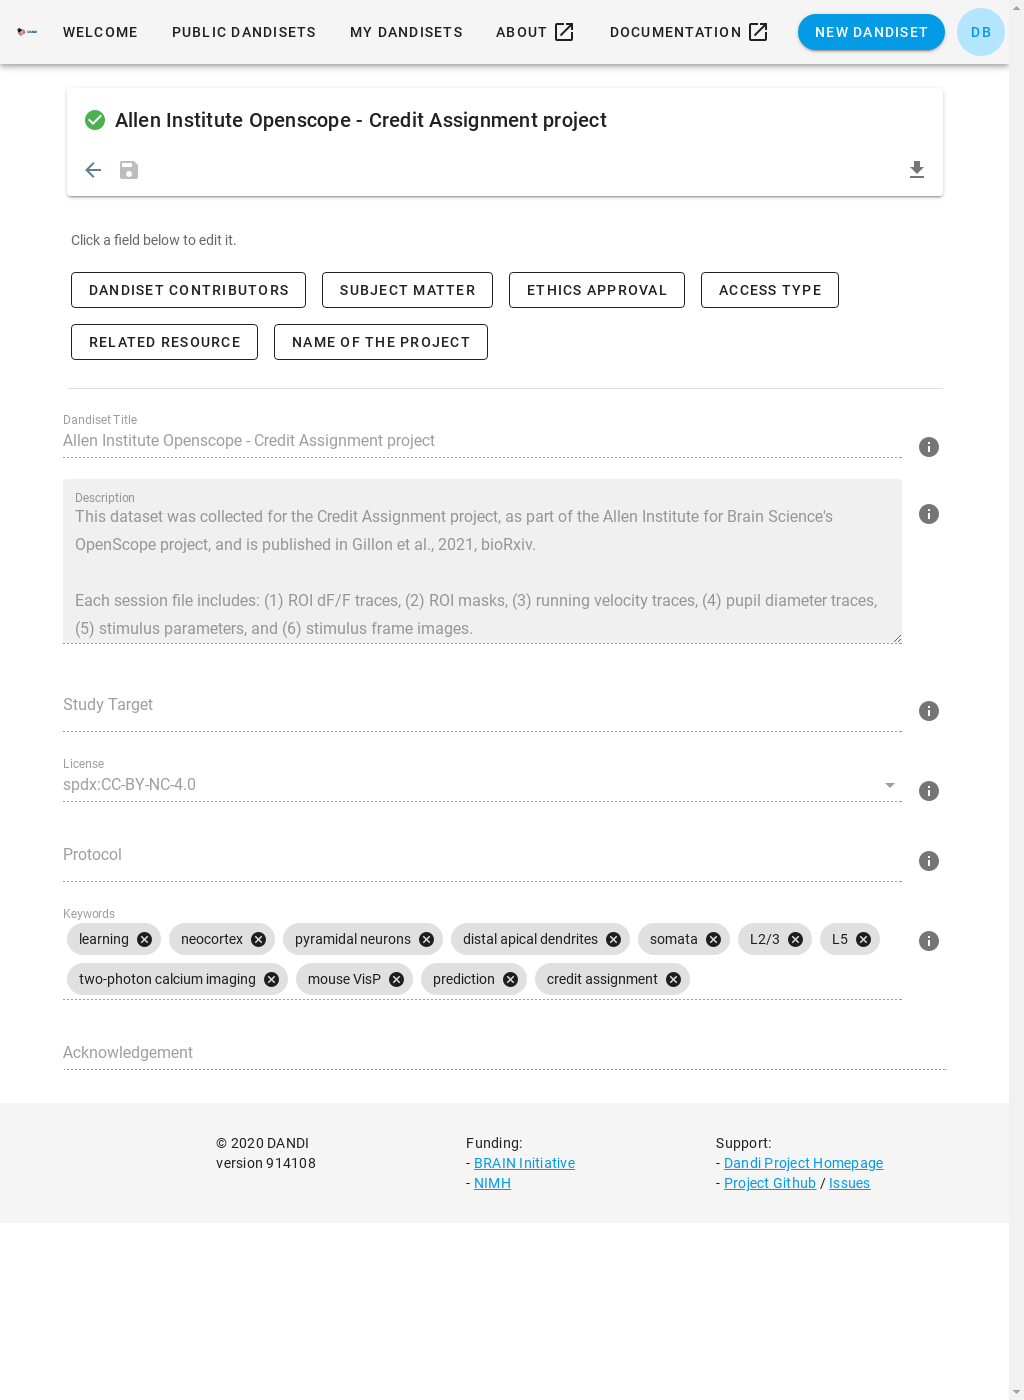 WELCOME PUBLIC DANDISETS MY DANDISETS ABOUT DOCUMENTATION NEW DANDISET DB
Allen Institute Openscope - Credit Assignment project
Click a field below to edit it.
DANDISET CONTRIBUTORS SUBJECT MATTER ETHICS APPROVAL ACCESS TYPE
RELATED RESOURCE NAME OF THE PROJECT
Dandiset Title
Allen Institute Openscope - Credit Assignment project
Description
This dataset was collected for the Credit Assignment project, as part of the Allen Institute for Brain Science's
OpenScope project, and is published in Gillon et al., 2021, bioRxiv.
Each session file includes: (1) ROI dF/F traces, (2) ROI masks, (3) running velocity traces, (4) pupil diameter traces,
(5) stimulus parameters, and (6) stimulus frame images.
Study Target
License
spdx:CC-BY-NC-4.0
Protocol
Keywords
learning neocortex pyramidal neurons distal apical dendrites somata L2/3 L5
two-photon calcium imaging mouse VisP prediction credit assignment
Acknowledgement
© 2020 DANDI Funding: Support:
version 914108 - BRAIN Initiative - Dandi Project Homepage
- NIMH - Project Github / Issues